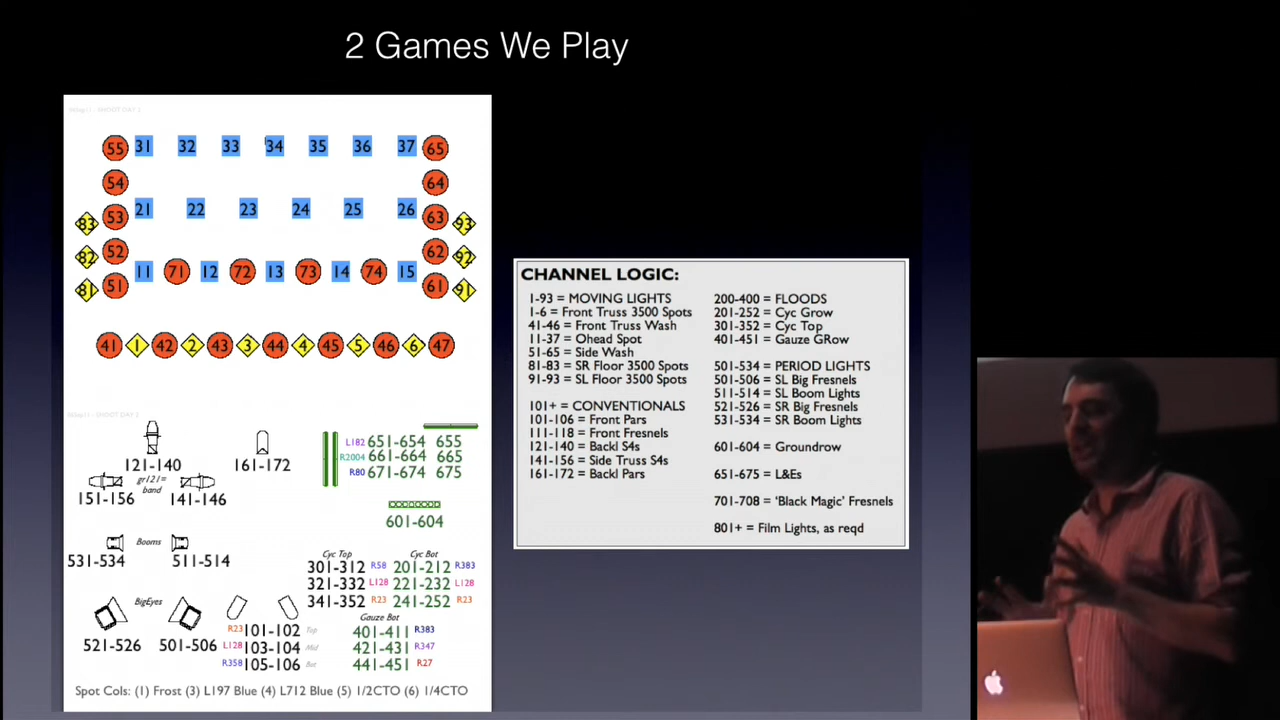 2 Games We Play
55 31 32 33 34 35 36 37 65
54 64
53 21 22 23 24 25 26 63
83 93
52 62
82 92
51 11 71 12 72 13 73 14 74 15 61
81 91
41 1 42 2 43 3 44 4 45 5 46 6 47
L182 651-654 655
R2004 661-664 665
R80 671-674 675
121-140 161-172
gr121=
band
151-156 141-146
601-604
Booms
531-534 511-514
Cyc Top Cyc Bot
301-312 R58 201-212 R383
321-332 L128 221-232 L128
341-352 R23 241-252 R23
BigEyes
521-526 501-506
Gauze Bot
R23 101-102 Top 401-411 R383
L128 103-104 Mid 421-431 R347
R358 105-106 Bot 441-451 R27
Spot Cols: (1) Frost (3) L197 Blue (4) L712 Blue (5) 1/2CTO (6) 1/4CTO
CHANNEL LOGIC:
1-93 = MOVING LIGHTS
1-6 = Front Truss 3500 Spots
41-46 = Front Truss Wash
11-37 = Ohead Spot
51-65 = Side Wash
81-83 = SR Floor 3500 Spots
91-93 = SL Floor 3500 Spots
101+ = CONVENTIONALS
101-106 = Front Pars
111-118 = Front Fresnels
121-140 = Backl S4s
141-156 = Side Truss S4s
161-172 = Backl Pars
200-400 = FLOODS
201-252 = Cyc Grow
301-352 = Cyc Top
401-451 = Gauze GRow
501-534 = PERIOD LIGHTS
501-506 = SL Big Fresnels
511-514 = SL Boom Lights
521-526 = SR Big Fresnels
531-534 = SR Boom Lights
601-604 = Groundrow
651-675 = L&Es
701-708 = 'Black Magic' Fresnels
801+ = Film Lights, as reqd